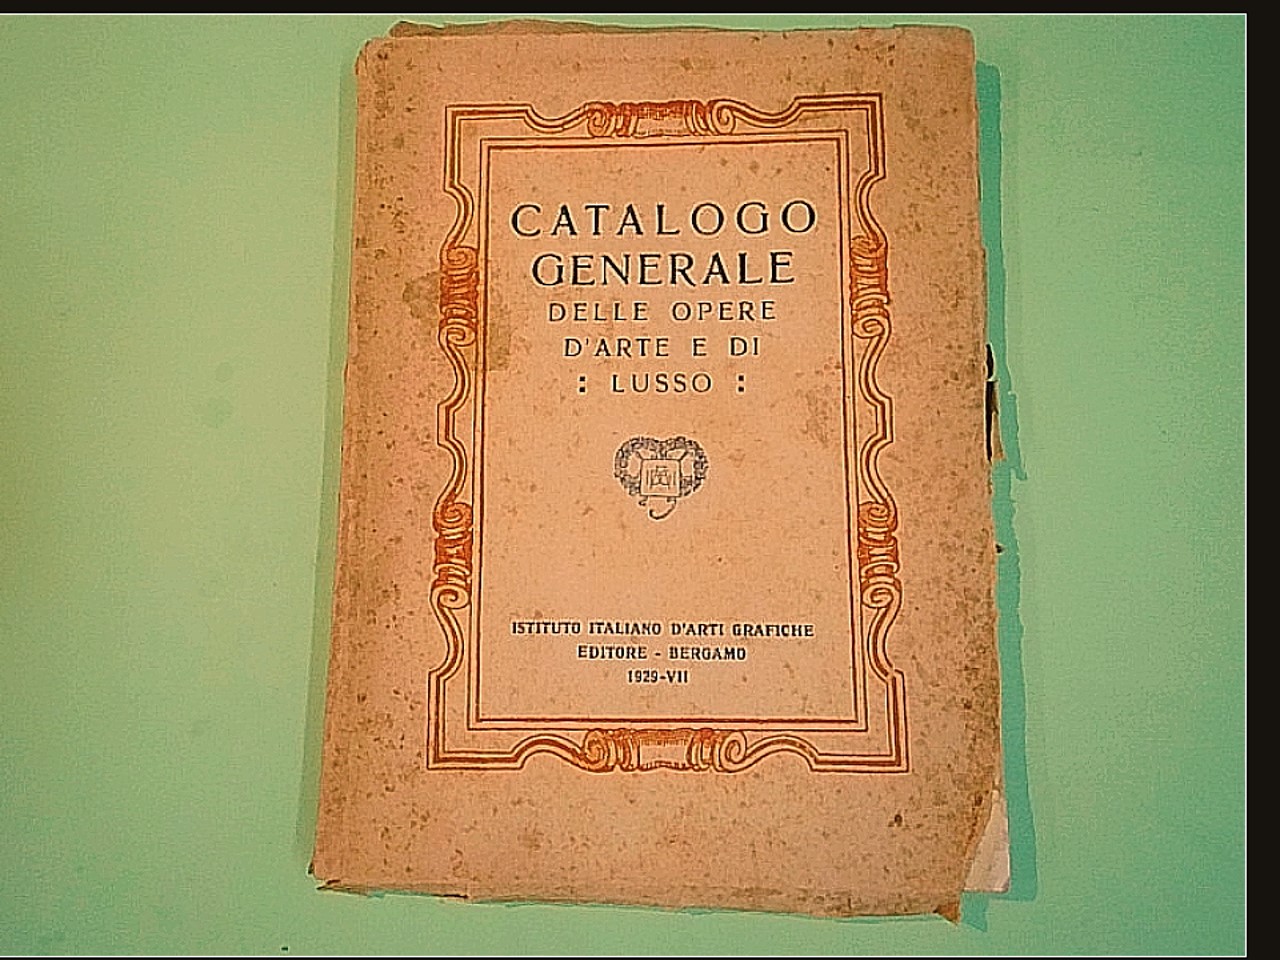 CATALOGO
GENERALE
DELLE OPERE
D'ARTE E DI
: LUSSO :
ISTITUTO ITALIANO D'ARTI GRAFICHE
EDITORE - BERGAMO
1929-VII